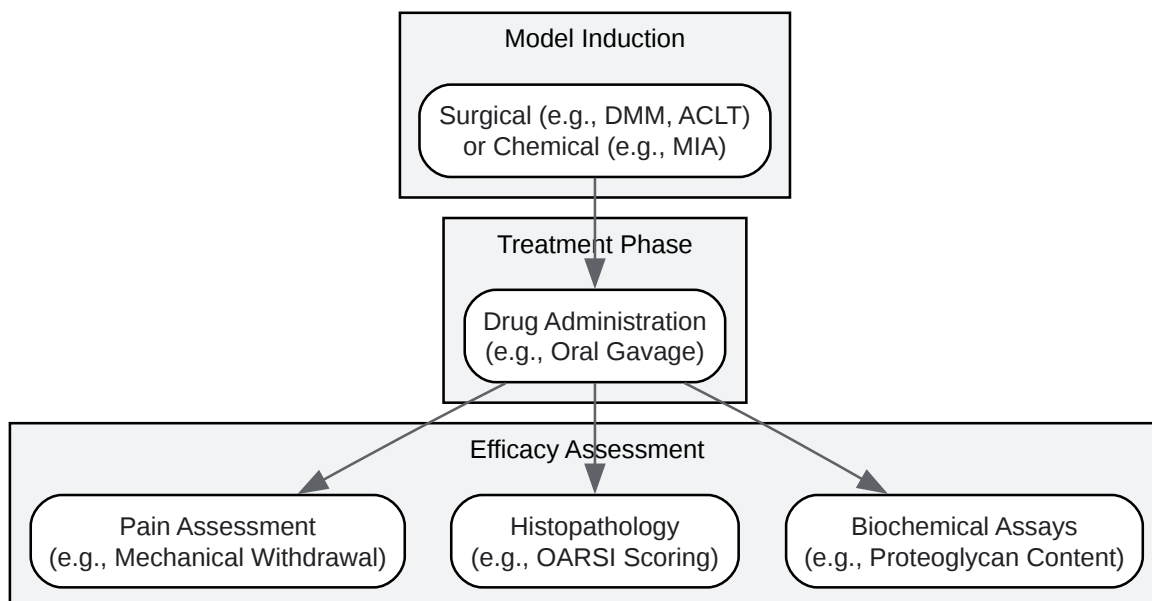 Model Induction
Surgical (e.g., DMM, ACLT)
or Chemical (e.g., MIA)
Treatment Phase
Drug Administration
(e.g., Oral Gavage)
Efficacy Assessment
Pain Assessment
(e.g., Mechanical Withdrawal)
Histopathology
(e.g., OARSI Scoring)
Biochemical Assays
(e.g., Proteoglycan Content)